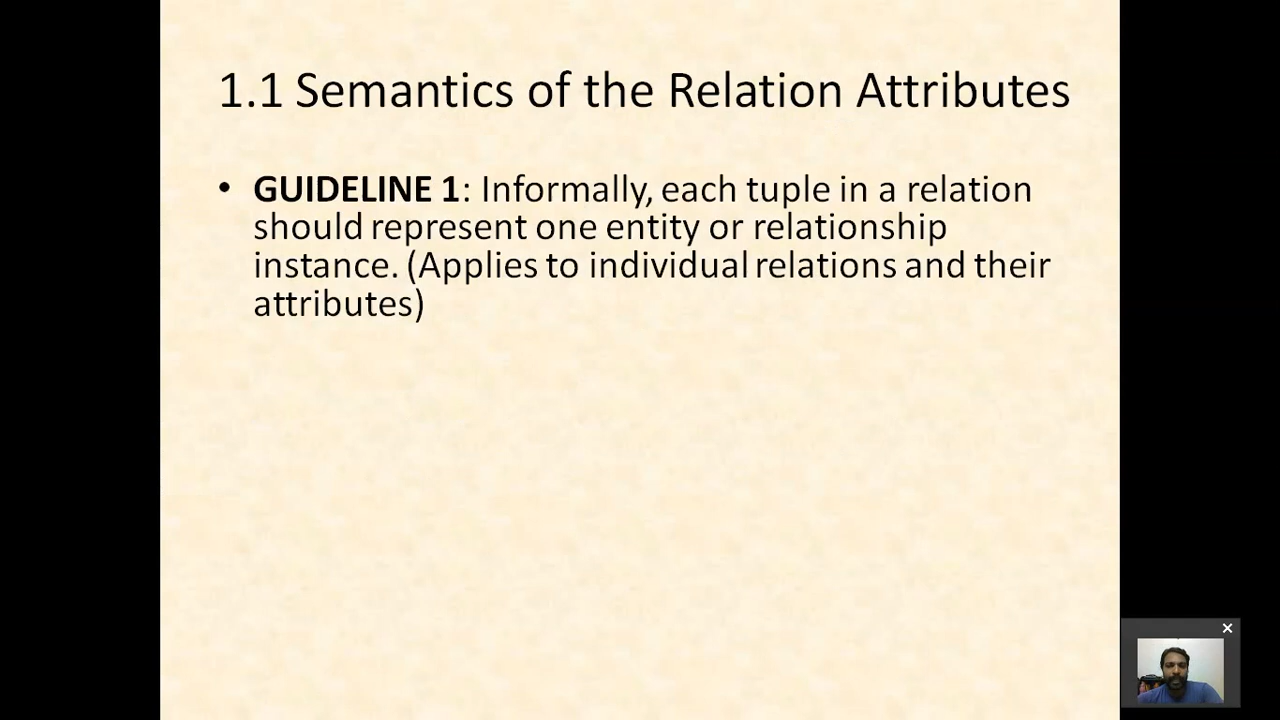 1.1 Semantics of the Relation Attributes
• GUIDELINE 1: Informally, each tuple in a relation
should represent one entity or relationship
instance. (Applies to individual relations and their
attributes)